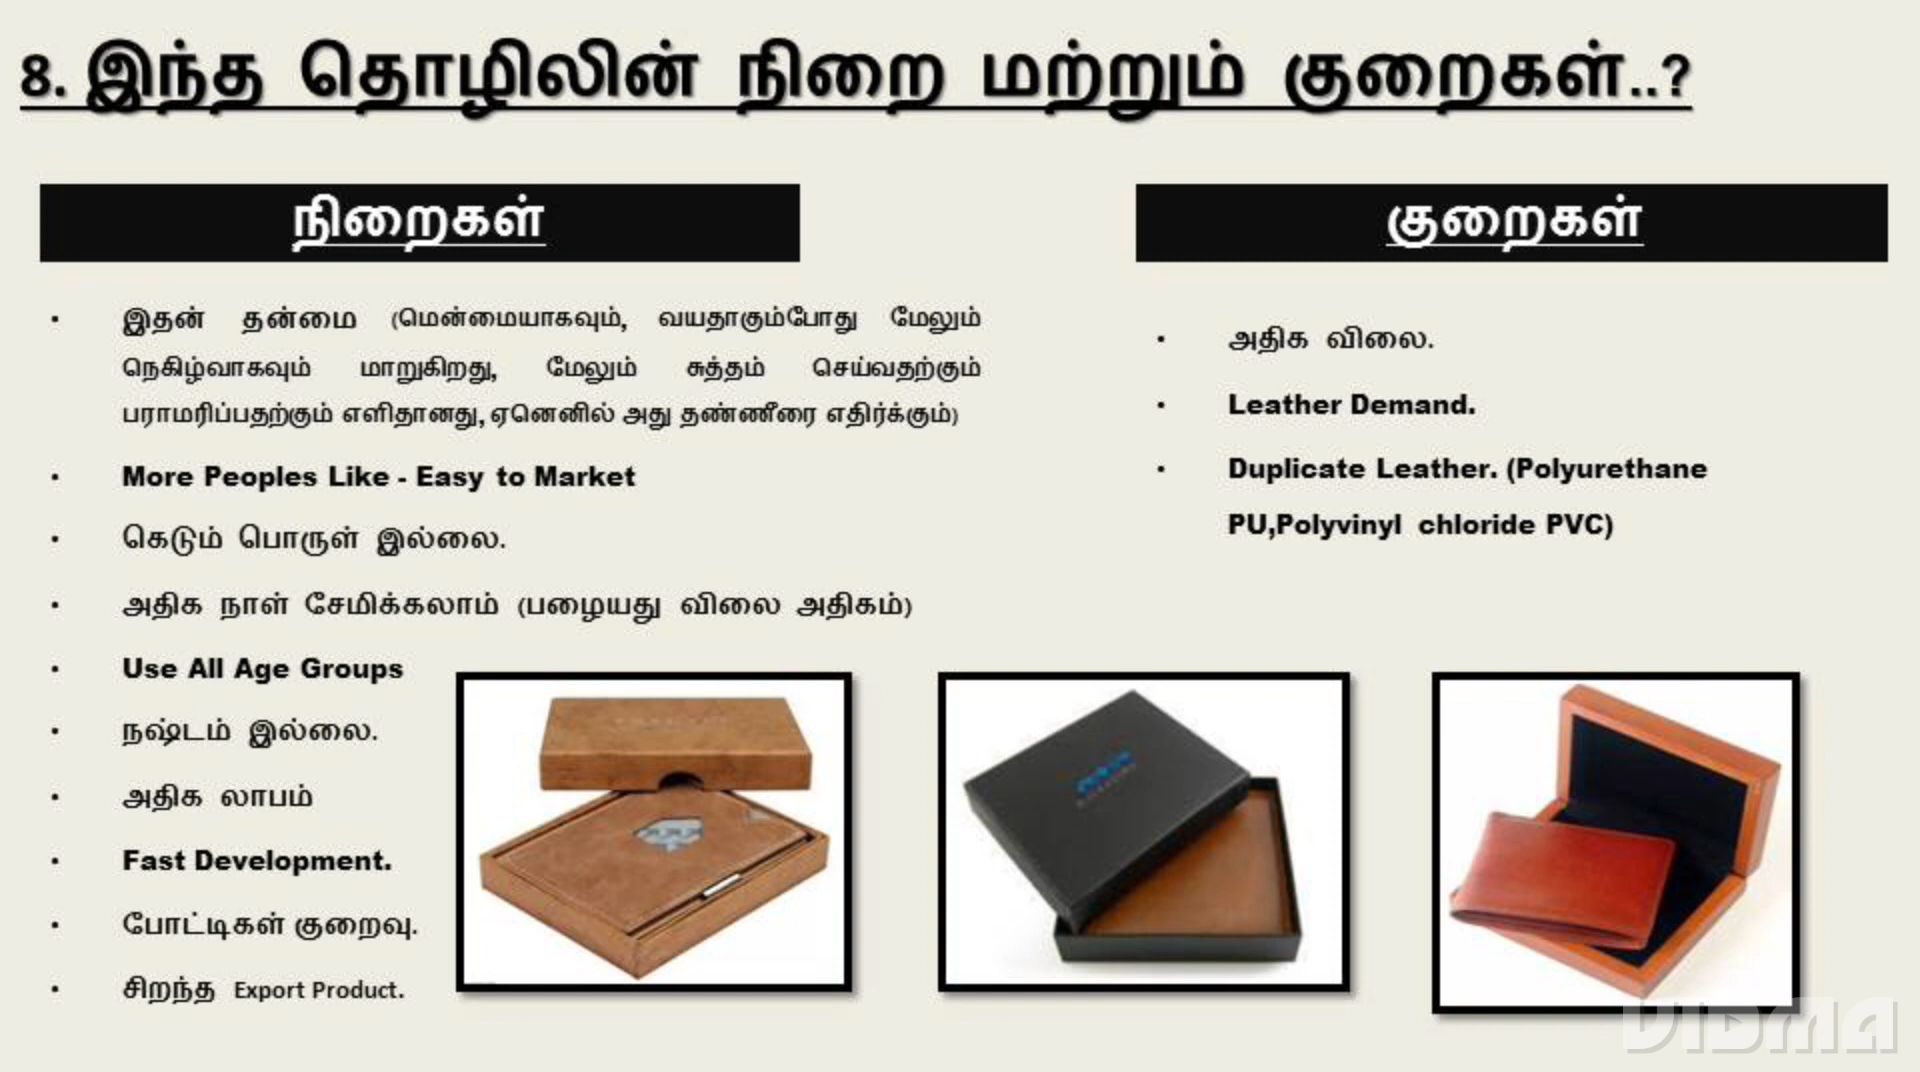 8. இந்த தொழிலின் நிறை மற்றும் குறைகள்..?
நிறைகள்
• இதன் தன்மை (மென்மையாகவும், வயதாகும்போது மேலும்
நெகிழ்வாகவும் மாறுகிறது, மேலும் சுத்தம் செய்வதற்கும்
பராமரிப்பதற்கும் எளிதானது, ஏனெனில் அது தண்ணீரை எதிர்க்கும்)
• More Peoples Like - Easy to Market
• கெடும் பொருள் இல்லை.
• அதிக நாள் சேமிக்கலாம் (பழையது விலை அதிகம்)
• Use All Age Groups
• நஷ்டம் இல்லை.
• அதிக லாபம்
• Fast Development.
• போட்டிகள் குறைவு.
• சிறந்த Export Product.
குறைகள்
• அதிக விலை.
• Leather Demand.
• Duplicate Leather. (Polyurethane
PU,Polyvinyl chloride PVC)
VIDMA